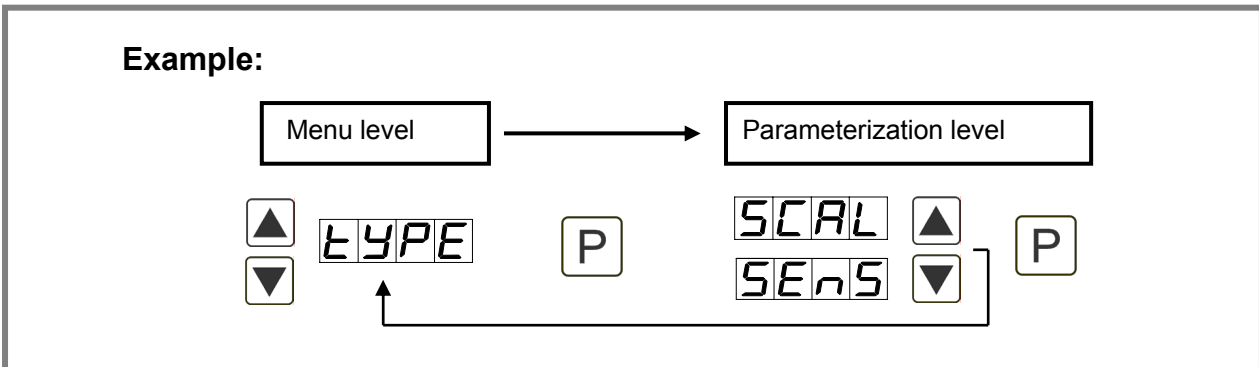 Example:
Menu level
Parameterization level
tYPE
P
SCAL
SEnS
P